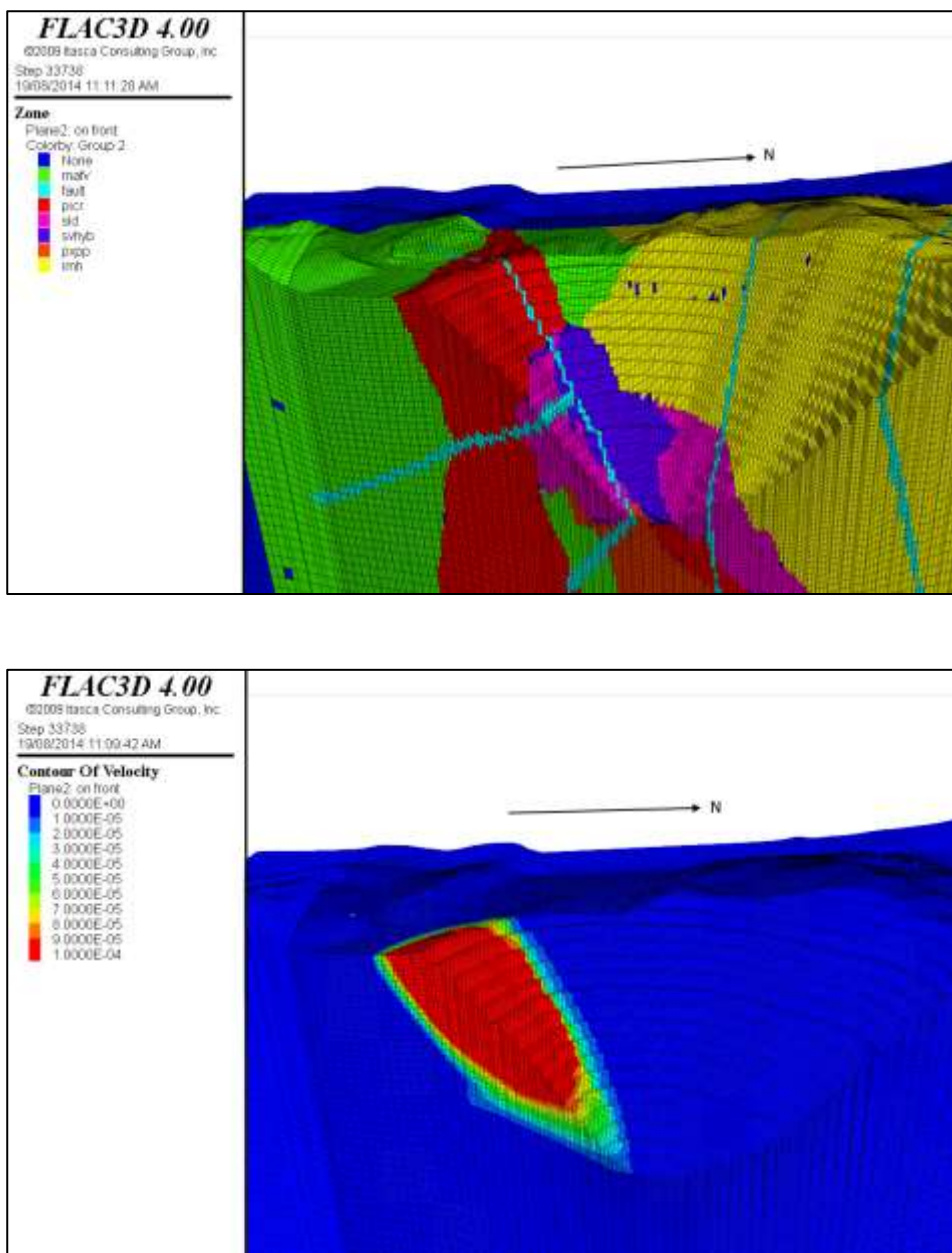 FLAC3D 4.00
©2009 Itasca Consulting Group, Inc.
Step 33738
19/08/2014 11:11:28 AM
Zone
Plane2: on front
Colorby: Group 2
None
mafv
fault
picr
sld
svhyb
pxpp
imh
N
FLAC3D 4.00
©2009 Itasca Consulting Group, Inc.
Step 33738
19/08/2014 11:09:42 AM
Contour Of Velocity
Plane2: on front
0.0000E+00
1.0000E-05
2.0000E-05
3.0000E-05
4.0000E-05
5.0000E-05
6.0000E-05
7.0000E-05
8.0000E-05
9.0000E-05
1.0000E-04
N